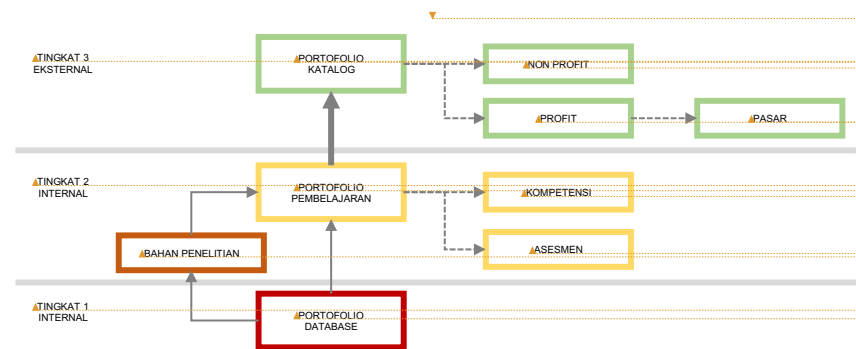 TINGKAT 3
EKSTERNAL
PORTOFOLIO
KATALOG
NON PROFIT
PROFIT
PASAR
TINGKAT 2
INTERNAL
PORTOFOLIO
PEMBELAJARAN
KOMPETENSI
BAHAN PENELITIAN
ASESMEN
TINGKAT 1
INTERNAL
PORTOFOLIO
DATABASE